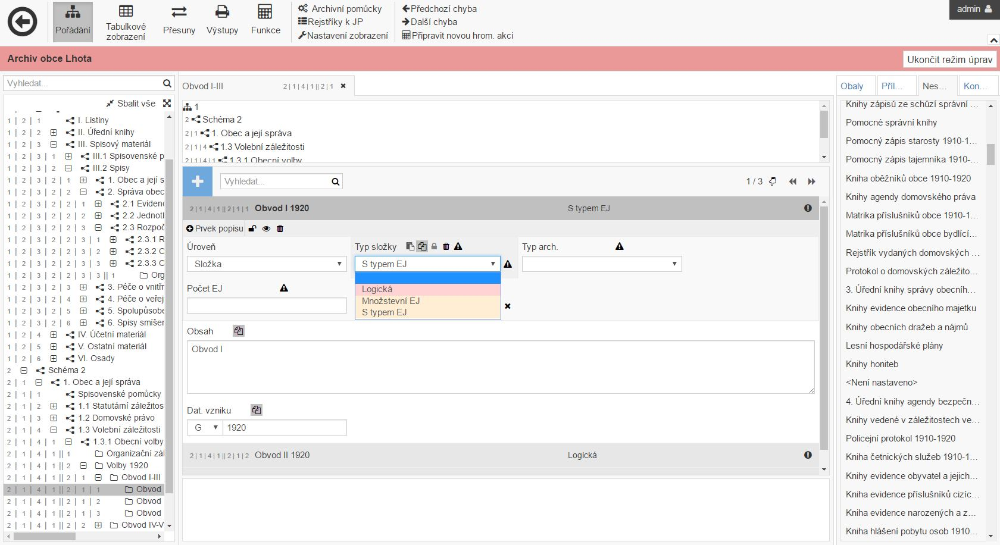 Pořádání
Tabulkové
zobrazení
Přesuny
Výstupy
Funkce
Archivní pomůcky
Rejstříky k JP
Nastavení zobrazení
Předchozí chyba
Další chyba
Připravit novou hrom. akci
admin
Archiv obce Lhota
Ukončit režim úprav
Vyhledat...
Sbalit vše
1 | 2 | 1 I. Listiny
1 | 2 | 2 II. Úřední knihy
1 | 2 | 3 III. Spisový materiál
1 | 2 | 3 | 1 III.1 Spisovenské p
1 | 2 | 3 | 2 III.2 Spisy
1 | 2 | 3 | 2 | 1 1. Obec a její s
1 | 2 | 3 | 2 | 2 2. Správa obec
1 | 2 | 3 | 2 | 2 | 1 2.1 Evidenc
1 | 2 | 3 | 2 | 2 | 2 2.2 Jednotl
1 | 2 | 3 | 2 | 2 | 3 2.3 Rozpoč
1 | 2 | 3 | 2 | 2 | 3 | 1 2.3.1 R
1 | 2 | 3 | 2 | 2 | 3 | 2 2.3.2 O
1 | 2 | 3 | 2 | 2 | 3 | 3 2.3.3 O
1 | 2 | 3 | 2 | 2 | 3 | 3 || 1 Org
1 | 2 | 3 | 2 | 3 3. Péče o vnitřn
1 | 2 | 3 | 2 | 4 4. Péče o veřej
1 | 2 | 3 | 2 | 5 5. Spolupůsobe
1 | 2 | 3 | 2 | 6 6. Spisy smíšen
1 | 2 | 4 IV. Účetní materiál
1 | 2 | 5 V. Ostatní materiál
1 | 2 | 6 VI. Osady
2 Schéma 2
2 | 1 1. Obec a její správa
2 | 1 | 1 Spisovenské pomůcky
2 | 1 | 2 1.1 Statutární záležitos
2 | 1 | 3 1.2 Domovské právo
2 | 1 | 4 1.3 Volební záležitosti
2 | 1 | 4 | 1 1.3.1 Obecní volby
2 | 1 | 4 | 1 || 1 Organizační zál
2 | 1 | 4 | 1 || 2 Volby 1920
2 | 1 | 4 | 1 || 2 | 1 Obvod I-III
2 | 1 | 4 | 1 || 2 | 1 | 1 Obvod
2 | 1 | 4 | 1 || 2 | 1 | 2 Obvod
2 | 1 | 4 | 1 || 2 | 1 | 3 Obvod
2 | 1 | 4 | 1 || 2 | 2 Obvod IV-V
Obvod I-III 2 | 1 | 4 | 1 || 2 | 1
1
2 Schéma 2
2 | 1 1. Obec a její správa
2 | 1 | 4 1.3 Volební záležitosti
2 | 1 | 4 | 1 1.3.1 Obecní volby
Vyhledat...
1 / 3
2 | 1 | 4 | 1 || 2 | 1 | 1 Obvod I 1920 S typem EJ
Prvek popisu
Úroveň
Složka
Typ složky
S typem EJ
Logická
Množstevní EJ
S typem EJ
Typ arch.
Počet EJ
Obsah
Obvod I
Dat. vzniku
G 1920
2 | 1 | 4 | 1 || 2 | 1 | 2 Obvod II 1920 Logická
Obaly
Příl...
Nes...
Kon...
Knihy zápisů ze schůzí správní ...
Pomocné správní knihy
Pomocný zápis starosty 1910-1...
Pomocný zápis tajemníka 1910-...
Kniha oběžníků obce 1910-1920
Knihy agendy domovského práva
Matrika příslušníků obce 1910-1...
Matrika příslušníků obce bydlící...
Rejstřík vydaných domovských ...
Protokol o domovských záležito...
3. Úřední knihy správy obecníh...
Knihy evidence obecního majetku
Knihy obecních dražeb a nájmů
Lesní hospodářské plány
Knihy honiteb
<Není nastaveno>
4. Úřední knihy agendy bezpečn...
Knihy vedené v záležitostech ve...
Policejní protokol 1910-1920
Kniha četnických služeb 1910-1...
Knihy evidence obyvatel a jejich...
Kniha evidence příslušníků cizíc...
Kniha evidence narozených a z...
Kniha hlášení pobytu osob 1910...